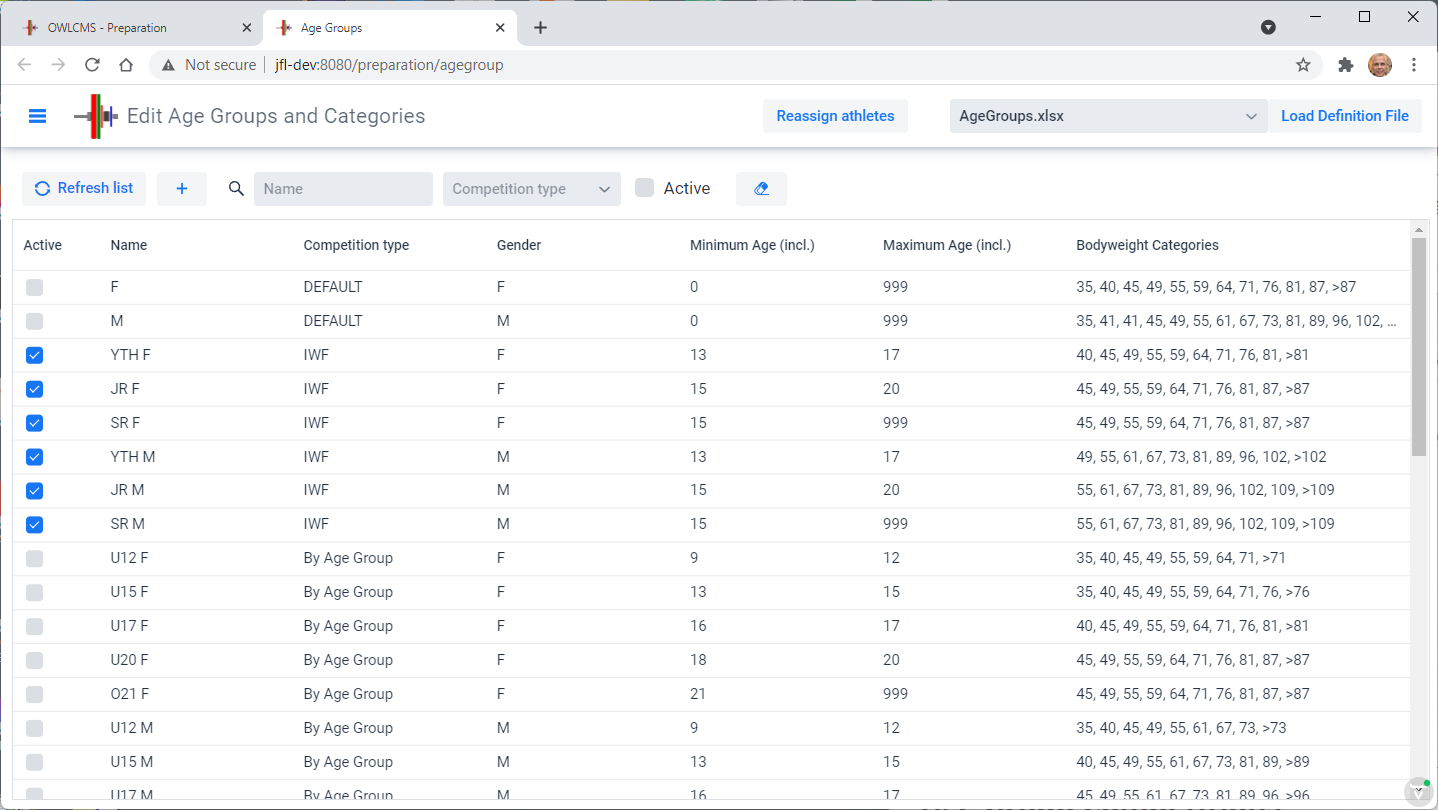 OWLCMS - Preparation
Age Groups
Not secure jfl-dev:8080/preparation/agegroup
Edit Age Groups and Categories Reassign athletes AgeGroups.xlsx Load Definition File
Refresh list + Name Competition type Active
Active Name Competition type Gender Minimum Age (incl.) Maximum Age (incl.) Bodyweight Categories
F DEFAULT F 0 999 35, 40, 45, 49, 55, 59, 64, 71, 76, 81, 87, >87
M DEFAULT M 0 999 35, 41, 41, 45, 49, 55, 61, 67, 73, 81, 89, 96, 102, ...
YTH F IWF F 13 17 40, 45, 49, 55, 59, 64, 71, 76, 81, >81
JR F IWF F 15 20 45, 49, 55, 59, 64, 71, 76, 81, 87, >87
SR F IWF F 15 999 45, 49, 55, 59, 64, 71, 76, 81, 87, >87
YTH M IWF M 13 17 49, 55, 61, 67, 73, 81, 89, 96, 102, >102
JR M IWF M 15 20 55, 61, 67, 73, 81, 89, 96, 102, 109, >109
SR M IWF M 15 999 55, 61, 67, 73, 81, 89, 96, 102, 109, >109
U12 F By Age Group F 9 12 35, 40, 45, 49, 55, 59, 64, 71, >71
U15 F By Age Group F 13 15 35, 40, 45, 49, 55, 59, 64, 71, 76, >76
U17 F By Age Group F 16 17 40, 45, 49, 55, 59, 64, 71, 76, 81, >81
U20 F By Age Group F 18 20 45, 49, 55, 59, 64, 71, 76, 81, 87, >87
O21 F By Age Group F 21 999 45, 49, 55, 59, 64, 71, 76, 81, 87, >87
U12 M By Age Group M 9 12 35, 40, 45, 49, 55, 61, 67, 73, >73
U15 M By Age Group M 13 15 40, 45, 49, 55, 61, 67, 73, 81, 89, >89
U17 M By Age Group M 16 17 45, 49, 55, 61, 67, 73, 81, 89, 96, >96